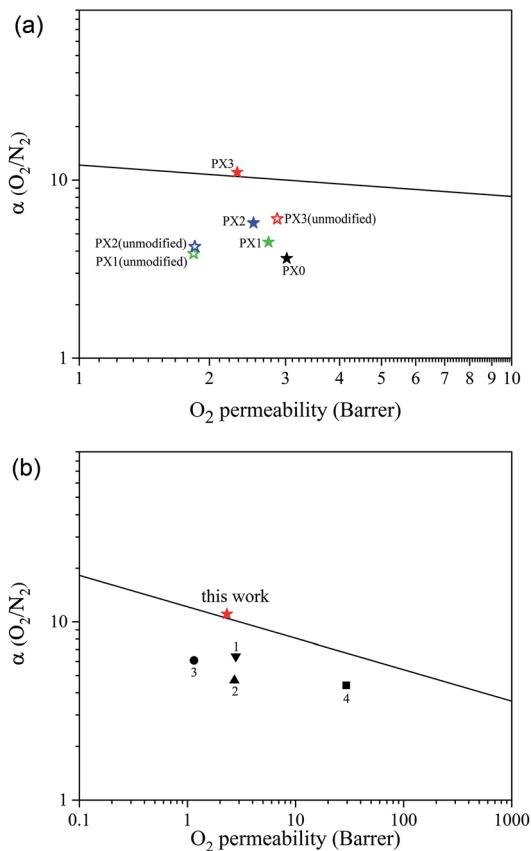 (a)
α (O₂/N₂)
10
1
PX3
PX2
PX3(unmodified)
PX2(unmodified)
PX1
PX1(unmodified)
PX0
1 2 3 4 5 6 7 8 9 10
O₂ permeability (Barrer)
(b)
α (O₂/N₂)
10
1
this work
1
3
2
4
0.1 1 10 100 1000
O₂ permeability (Barrer)